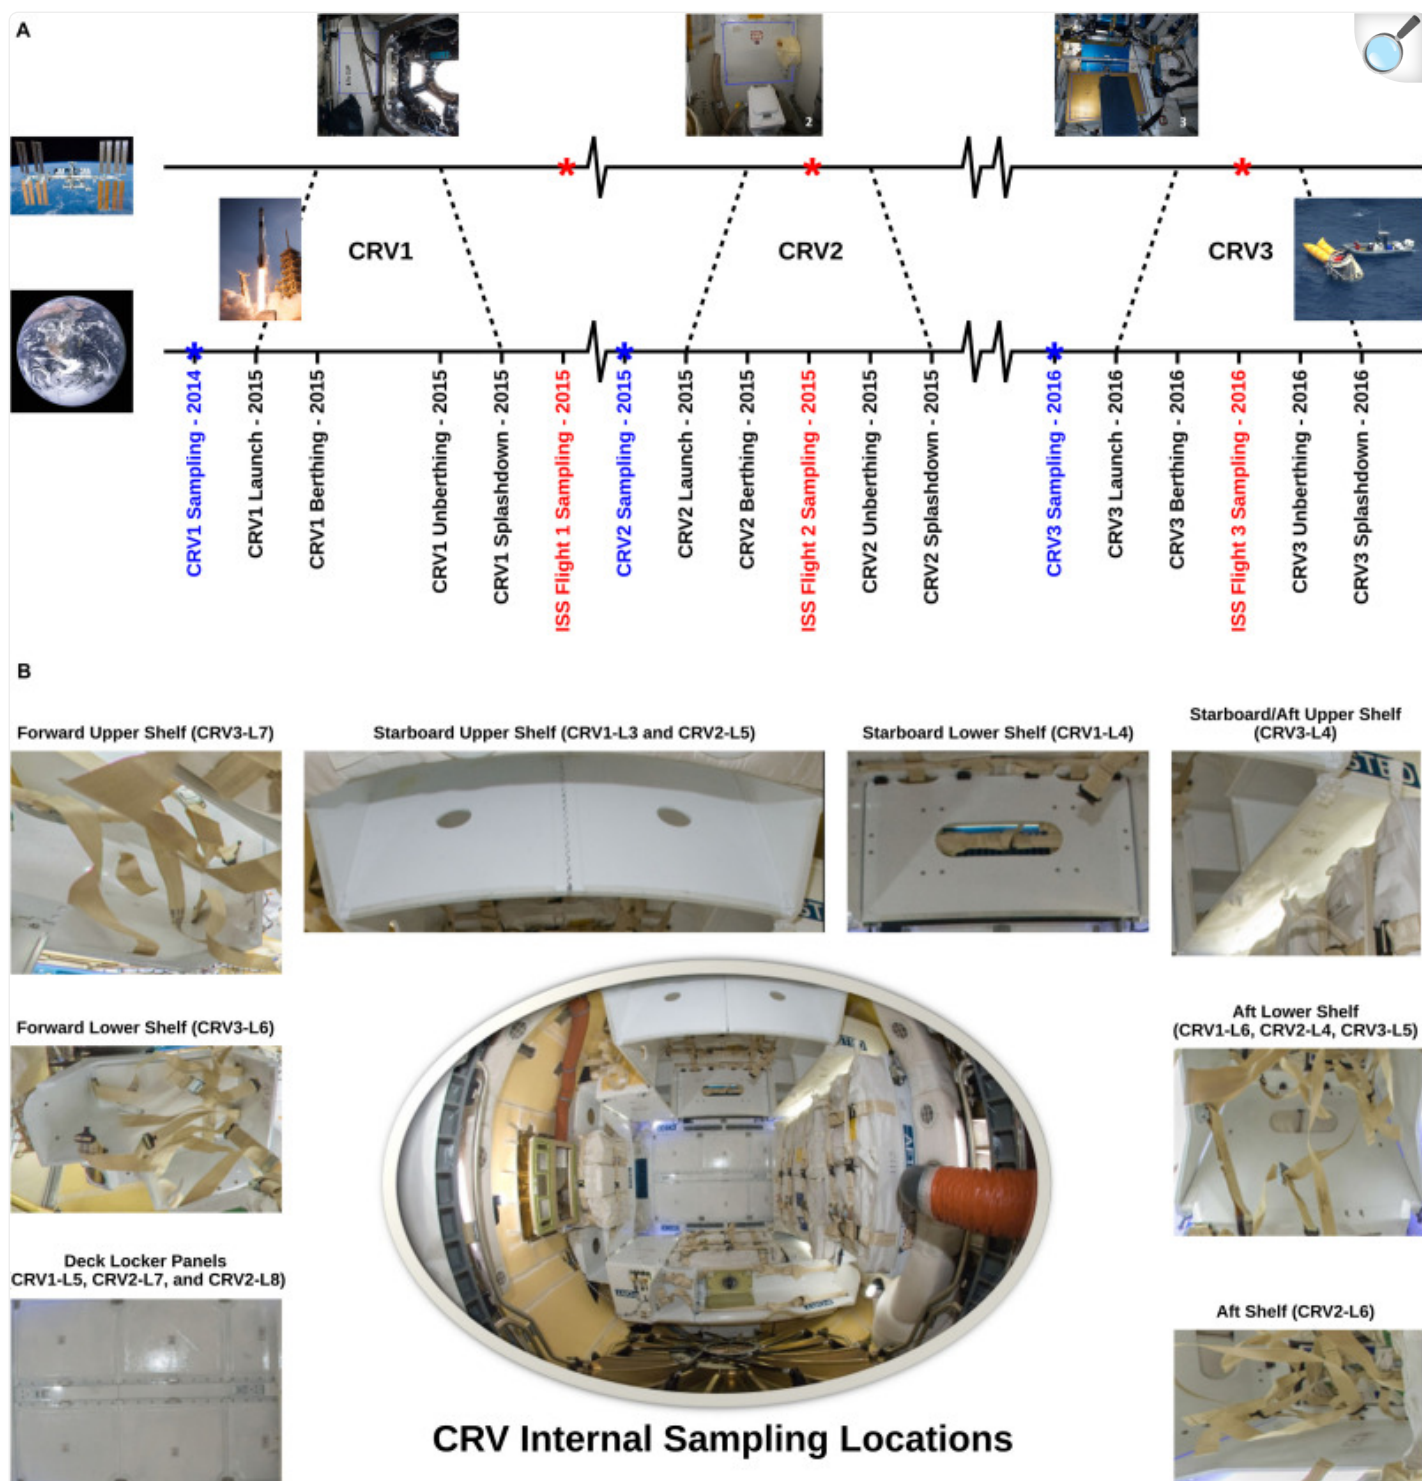 A
2
3
CRV1
CRV2
CRV3
CRV1 Sampling - 2014
CRV1 Launch - 2015
CRV1 Berthing - 2015
CRV1 Unberthing - 2015
CRV1 Splashdown - 2015
ISS Flight 1 Sampling - 2015
CRV2 Sampling - 2015
CRV2 Launch - 2015
CRV2 Berthing - 2015
ISS Flight 2 Sampling - 2015
CRV2 Unberthing - 2015
CRV2 Splashdown - 2015
CRV3 Sampling - 2016
CRV3 Launch - 2016
CRV3 Berthing - 2016
ISS Flight 3 Sampling - 2016
CRV3 Unberthing - 2016
CRV3 Splashdown - 2016
B
Forward Upper Shelf (CRV3-L7)
Starboard Upper Shelf (CRV1-L3 and CRV2-L5)
Starboard Lower Shelf (CRV1-L4)
Starboard/Aft Upper Shelf
(CRV3-L4)
Forward Lower Shelf (CRV3-L6)
Aft Lower Shelf
(CRV1-L6, CRV2-L4, CRV3-L5)
Deck Locker Panels
CRV1-L5, CRV2-L7, and CRV2-L8)
Aft Shelf (CRV2-L6)
CRV Internal Sampling Locations